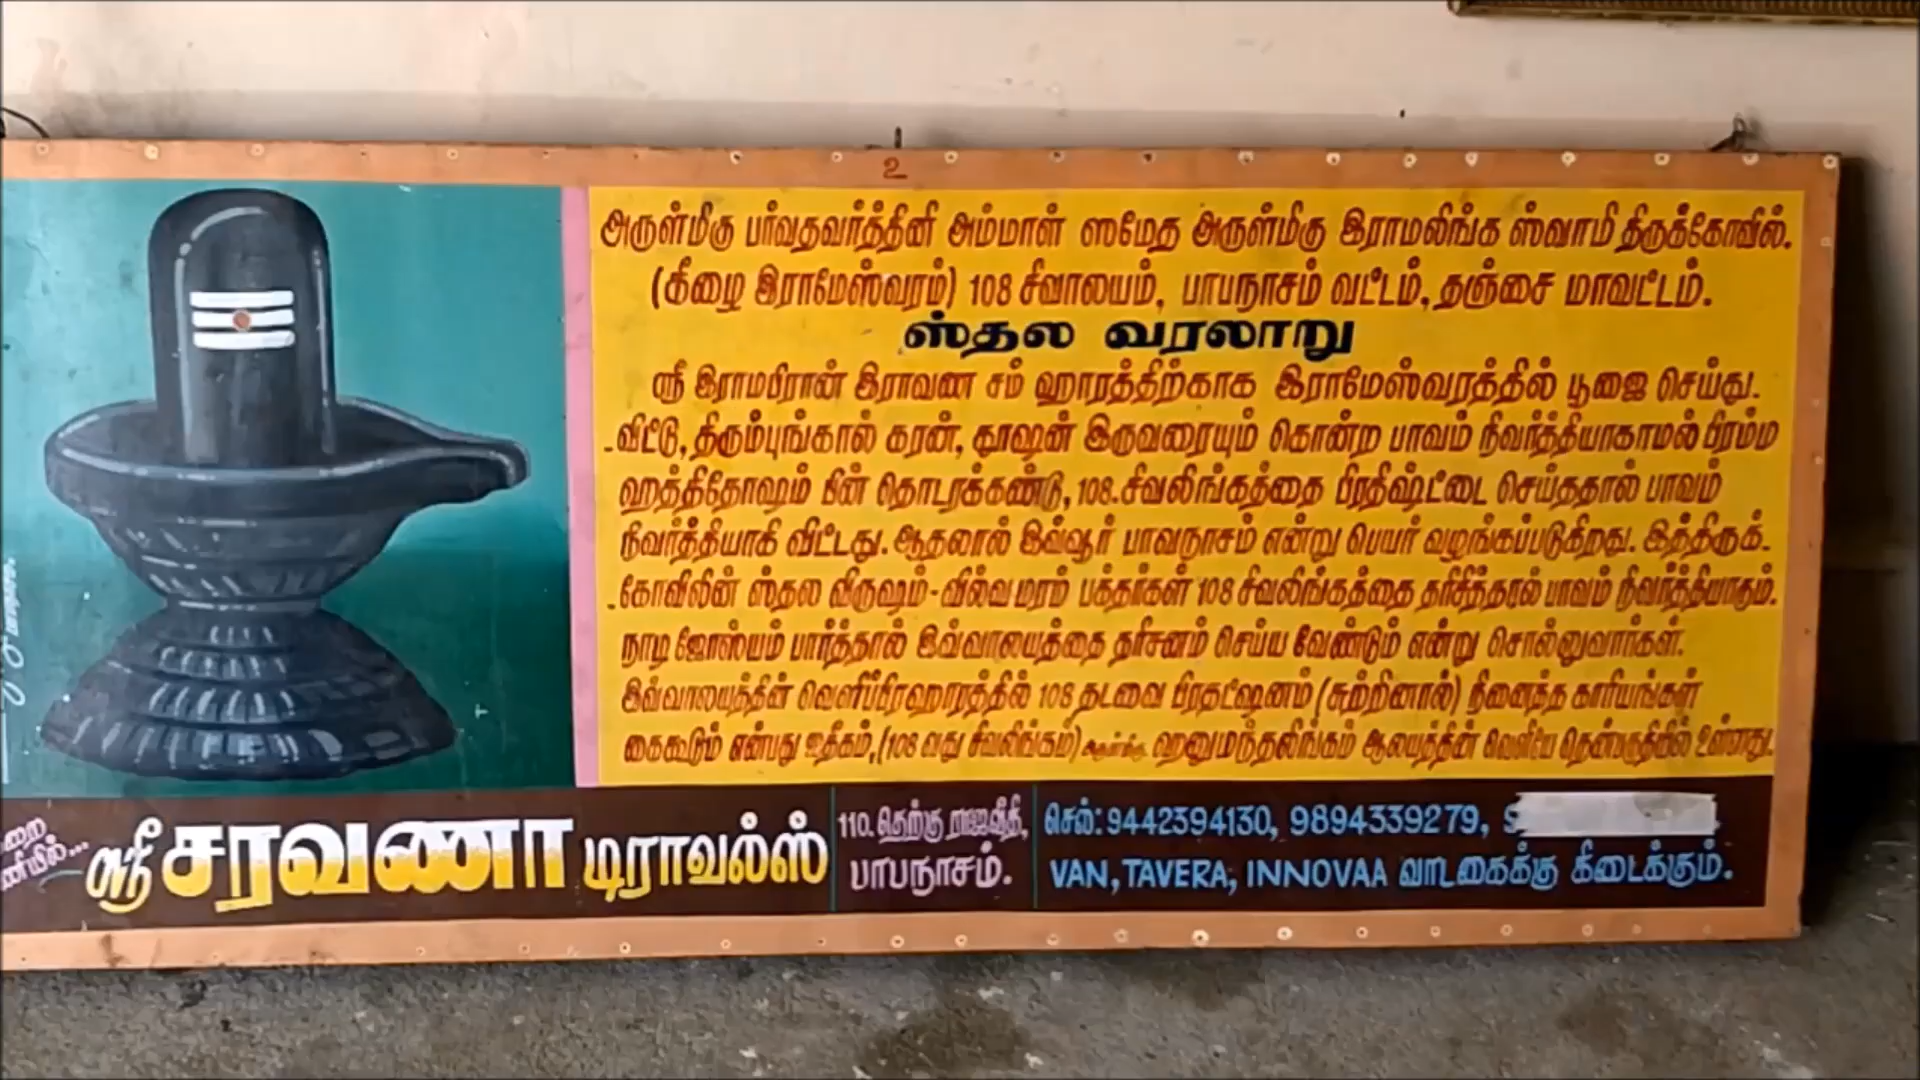 உ
அருள்மிகு பர்வதவர்த்தினி அம்மாள் ஸமேத அருள்மிகு இராமலிங்க ஸ்வாமி திருக்கோவில்.
(கீழை இராமேஸ்வரம்) 108 சிவாலயம், பாபநாசம் வட்டம், தஞ்சை மாவட்டம்.
ஸ்தல வரலாறு
ஸ்ரீ இராமபிரான் இராவண சம் ஹாரத்திற்காக இராமேஸ்வரத்தில் பூஜை செய்து.
- விட்டு, திரும்புங்கால் கரன், தூஷன் இருவரையும் கொன்ற பாவம் நிவர்த்தியாகாமல் பிரம்ம
ஹத்திதோஷம் பின் தொடரக்கண்டு, 108.சிவலிங்கத்தை பிரதிஷ்ட்டை செய்ததால் பாவம்
நிவர்த்தியாகி விட்டது. ஆதலால் இவ்வூர் பாவநாசம் என்று பெயர் வழங்கப்படுகிறது. இத்திருக்.
- கோவிலின் ஸ்தல விருஷம் - வில்வ மரம் பக்தர்கள் 108 சிவலிங்கத்தை தரிசித்தால் பாவம் நிவர்த்தியாகும்.
நாடி ஜோஸ்யம் பார்த்தால் இவ்வாலயத்தை தரிசனம் செய்ய வேண்டும் என்று சொல்லுவார்கள்.
இவ்வாலயத்தின் வெளிப்பிரஹாரத்தில் 108 தடவை பிரதட்ஷனம் (சுற்றினால்) நினைத்த காரியங்கள்
கைகூடும் என்பது ஐதீகம், (108 வது சிவலிங்கம்) ஹனுமந்தலிங்கம் ஆலயத்தின் வெளியே தென்பகுதியில் உள்ளது.
ஸ்ரீ சரவணா டிராவல்ஸ்
110. தெற்கு ராஜவீதி,
பாபநாசம்.
செல்: 9442394130, 9894339279, 9
VAN, TAVERA, INNOVAA வாடகைக்கு கிடைக்கும்.